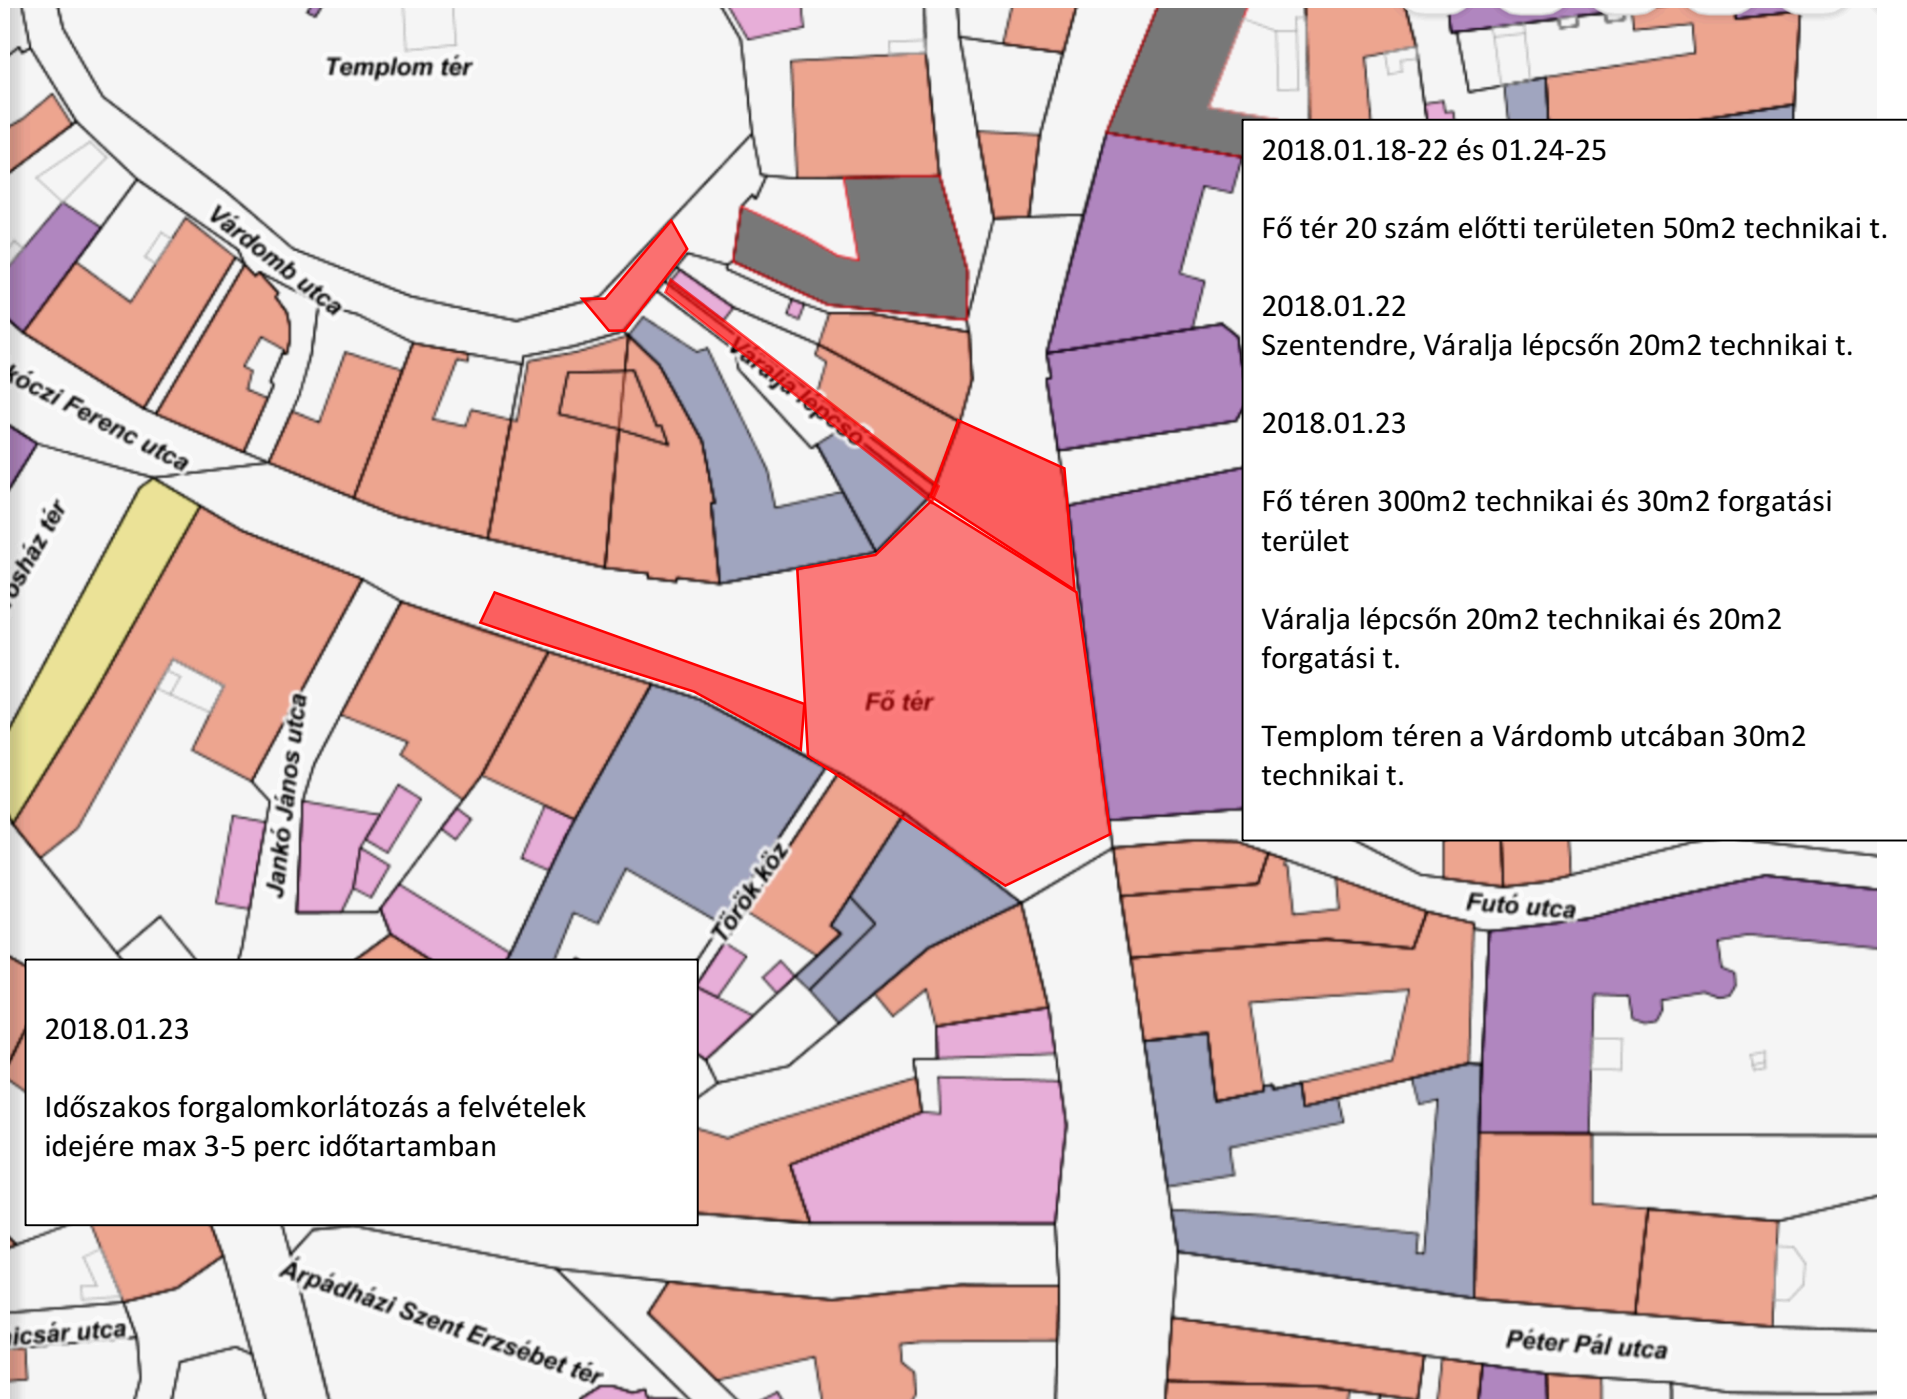 Templom tér
2018.01.18-22 és 01.24-25
Fő tér 20 szám előtti területen 50m2 technikai t.
2018.01.22
Szentendre, Váralja lépcsőn 20m2 technikai t.
2018.01.23
Fő téren 300m2 technikai és 30m2 forgatási
terület
Váralja lépcsőn 20m2 technikai és 20m2
forgatási t.
Templom téren a Várdomb utcában 30m2
technikai t.
Várdomb utca
Váralja lépcső
kóczi Ferenc utca
osház tér
Fő tér
Jankó János utca
Török köz
Futó utca
2018.01.23
Időszakos forgalomkorlátozás a felvételek
idejére max 3-5 perc időtartamban
Árpádházi Szent Erzsébet tér
icsár utca
Péter Pál utca